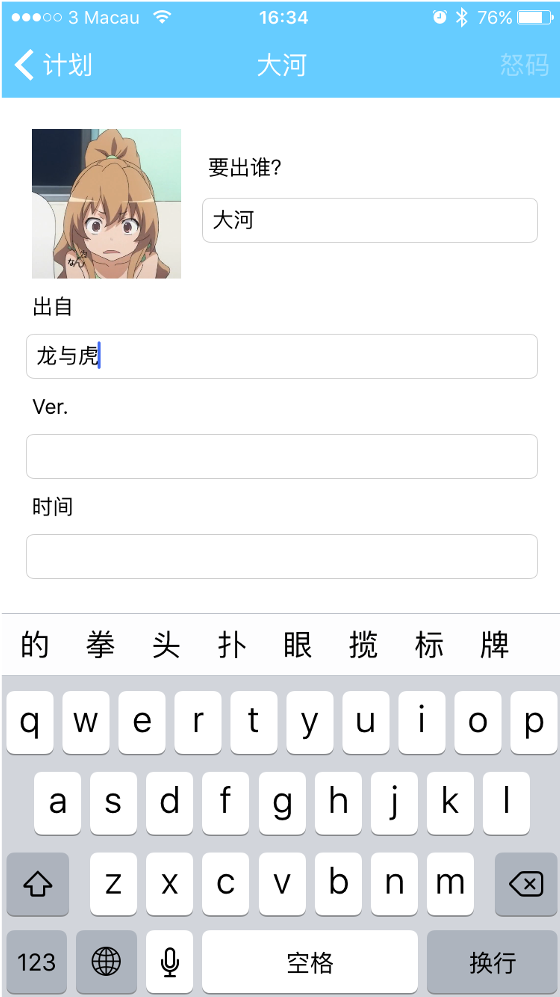 3 Macau 16:34 76%
计划 大河 怒码
要出谁?
大河
出自
龙与虎
Ver.
时间
的 拳 头 扑 眼 揽 标 牌
q w e r t y u i o p
a s d f g h j k l
z x c v b n m
123 空格 换行